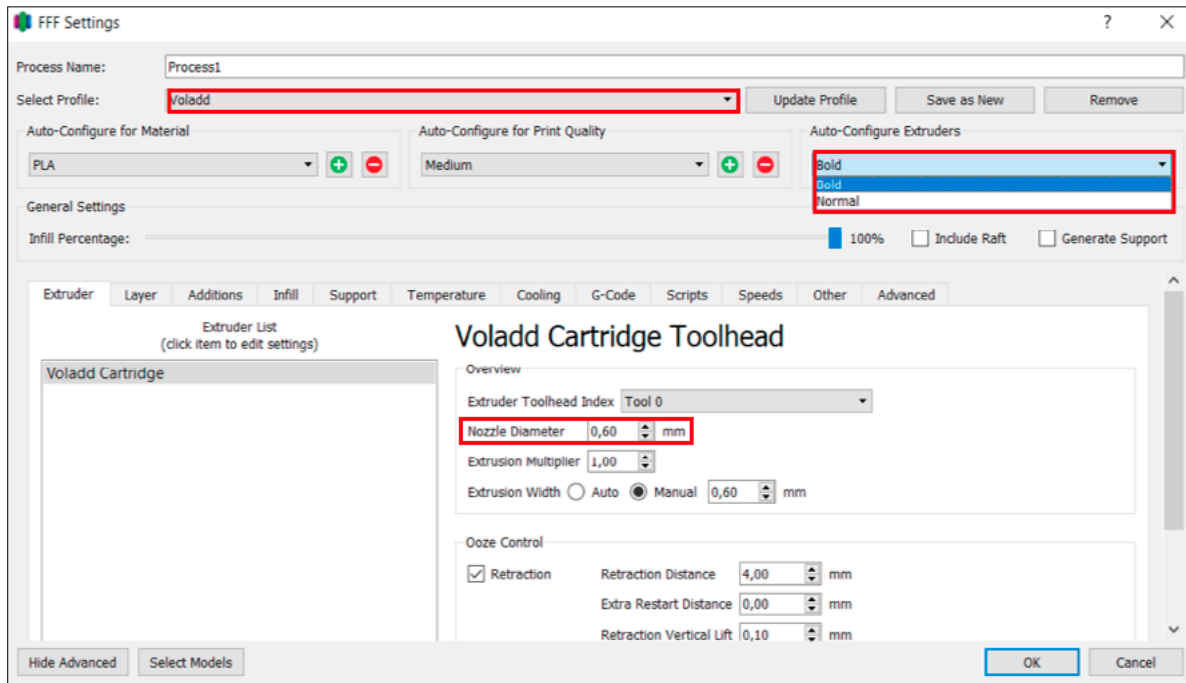 FFF Settings
?
Process Name: Process1
Select Profile: Voladd Update Profile Save as New Remove
Auto-Configure for Material Auto-Configure for Print Quality Auto-Configure Extruders
PLA Medium Bold
Bold
Normal
General Settings
Infill Percentage: 100% Include Raft Generate Support
Extruder Layer Additions Infill Support Temperature Cooling G-Code Scripts Speeds Other Advanced
Extruder List
(click item to edit settings)
Voladd Cartridge
Voladd Cartridge Toolhead
Overview
Extruder Toolhead Index Tool 0
Nozzle Diameter 0,60 mm
Extrusion Multiplier 1,00
Extrusion Width Auto Manual 0,60 mm
Ooze Control
Retraction Retraction Distance 4,00 mm
Extra Restart Distance 0,00 mm
Retraction Vertical Lift 0,10 mm
Hide Advanced Select Models OK Cancel